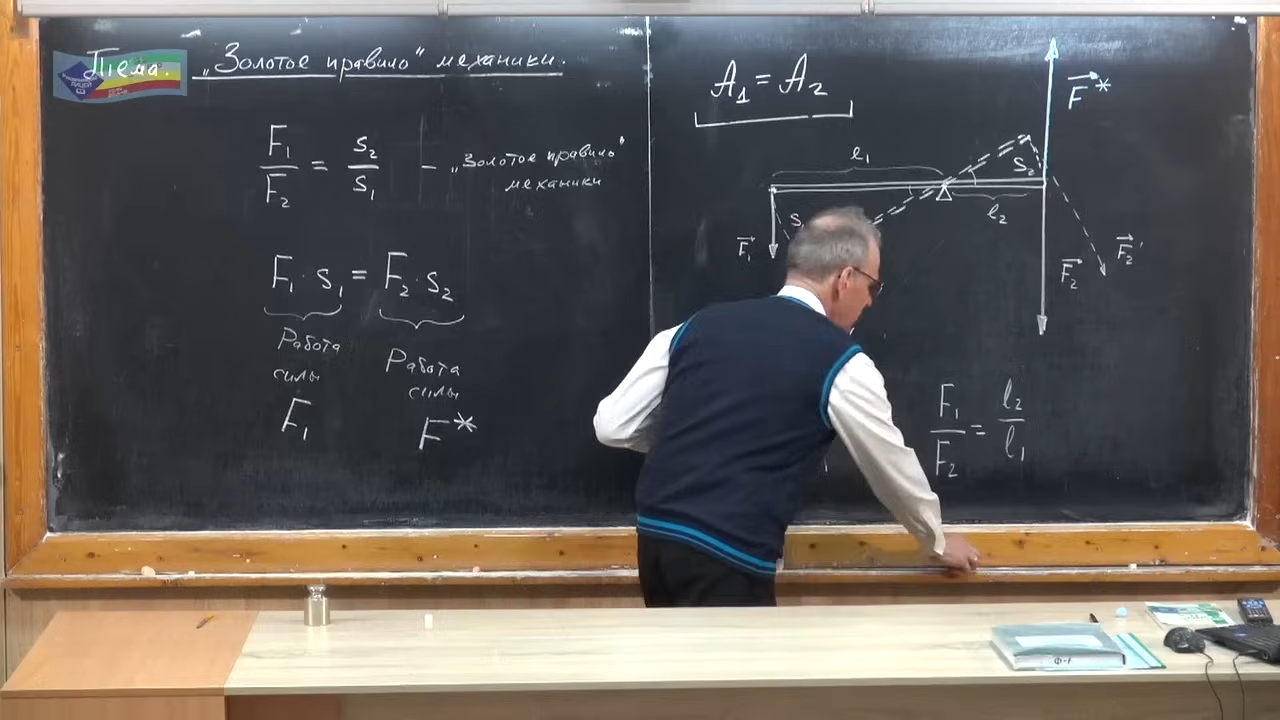 Тема. „Золотое правило" механики.
F₁/F₂ = s₂/s₁ – „Золотое правило"
механики
F₁·s₁ = F₂·s₂
Работа силы F₁
Работа силы F*
A₁ = A₂
F*
l₁
S₂
l₂
S
F₁
F₂
F₂'
F₁/F₂ = l₂/l₁
Ф-7